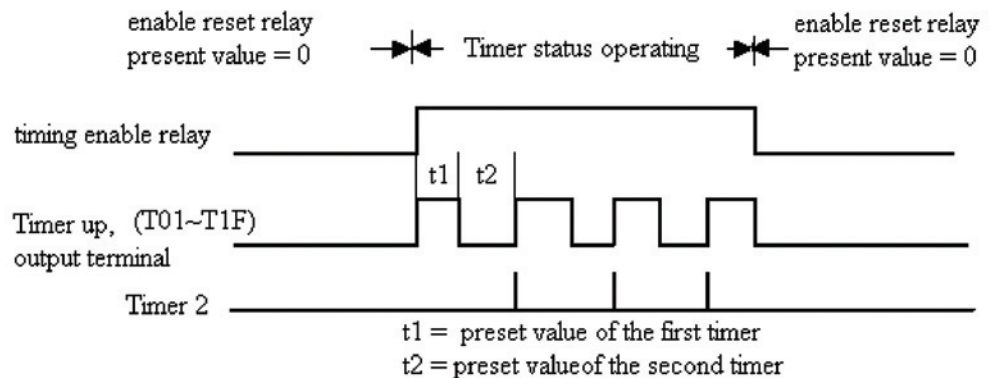 enable reset relay
present value = 0
Timer status operating
enable reset relay
present value = 0
timing enable relay
t1
t2
Timer up, (T01~T1F)
output terminal
Timer 2
t1 = preset value of the first timer
t2 = preset value of the second timer